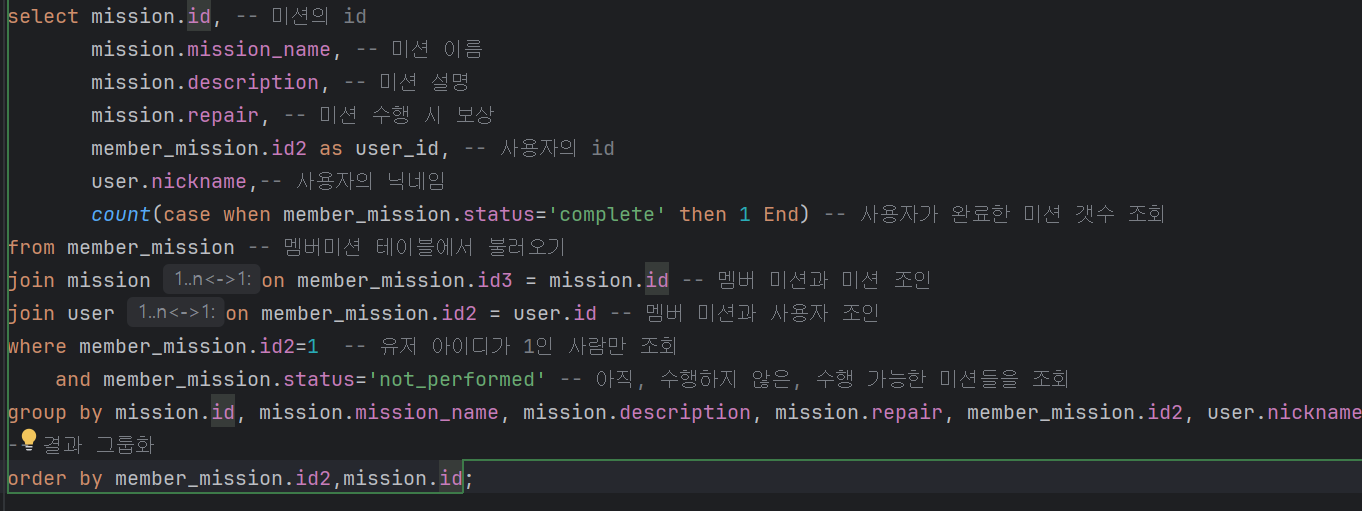 select mission.id, -- 미션의 id
mission.mission_name, -- 미션 이름
mission.description, -- 미션 설명
mission.repair, -- 미션 수행 시 보상
member_mission.id2 as user_id, -- 사용자의 id
user.nickname,-- 사용자의 닉네임
count(case when member_mission.status='complete' then 1 End) -- 사용자가 완료한 미션 갯수 조회
from member_mission -- 멤버미션 테이블에서 불러오기
join mission 1..n<->1: on member_mission.id3 = mission.id -- 멤버 미션과 미션 조인
join user 1..n<->1: on member_mission.id2 = user.id -- 멤버 미션과 사용자 조인
where member_mission.id2=1 -- 유저 아이디가 1인 사람만 조회
and member_mission.status='not_performed' -- 아직, 수행하지 않은, 수행 가능한 미션들을 조회
group by mission.id, mission.mission_name, mission.description, mission.repair, member_mission.id2, user.nickname
-- 결과 그룹화
order by member_mission.id2,mission.id;